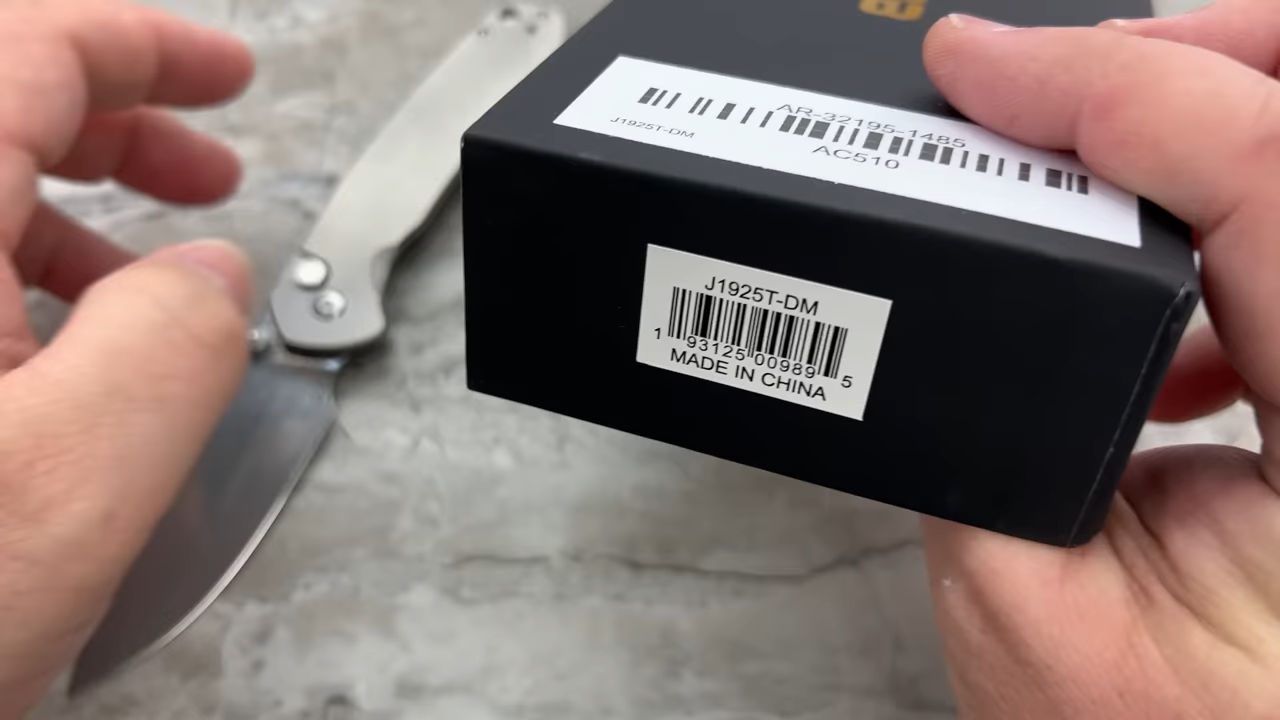 AR-32195-1485
J1925T-DM
AC510
J1925T-DM
1 93125 00989 5
MADE IN CHINA